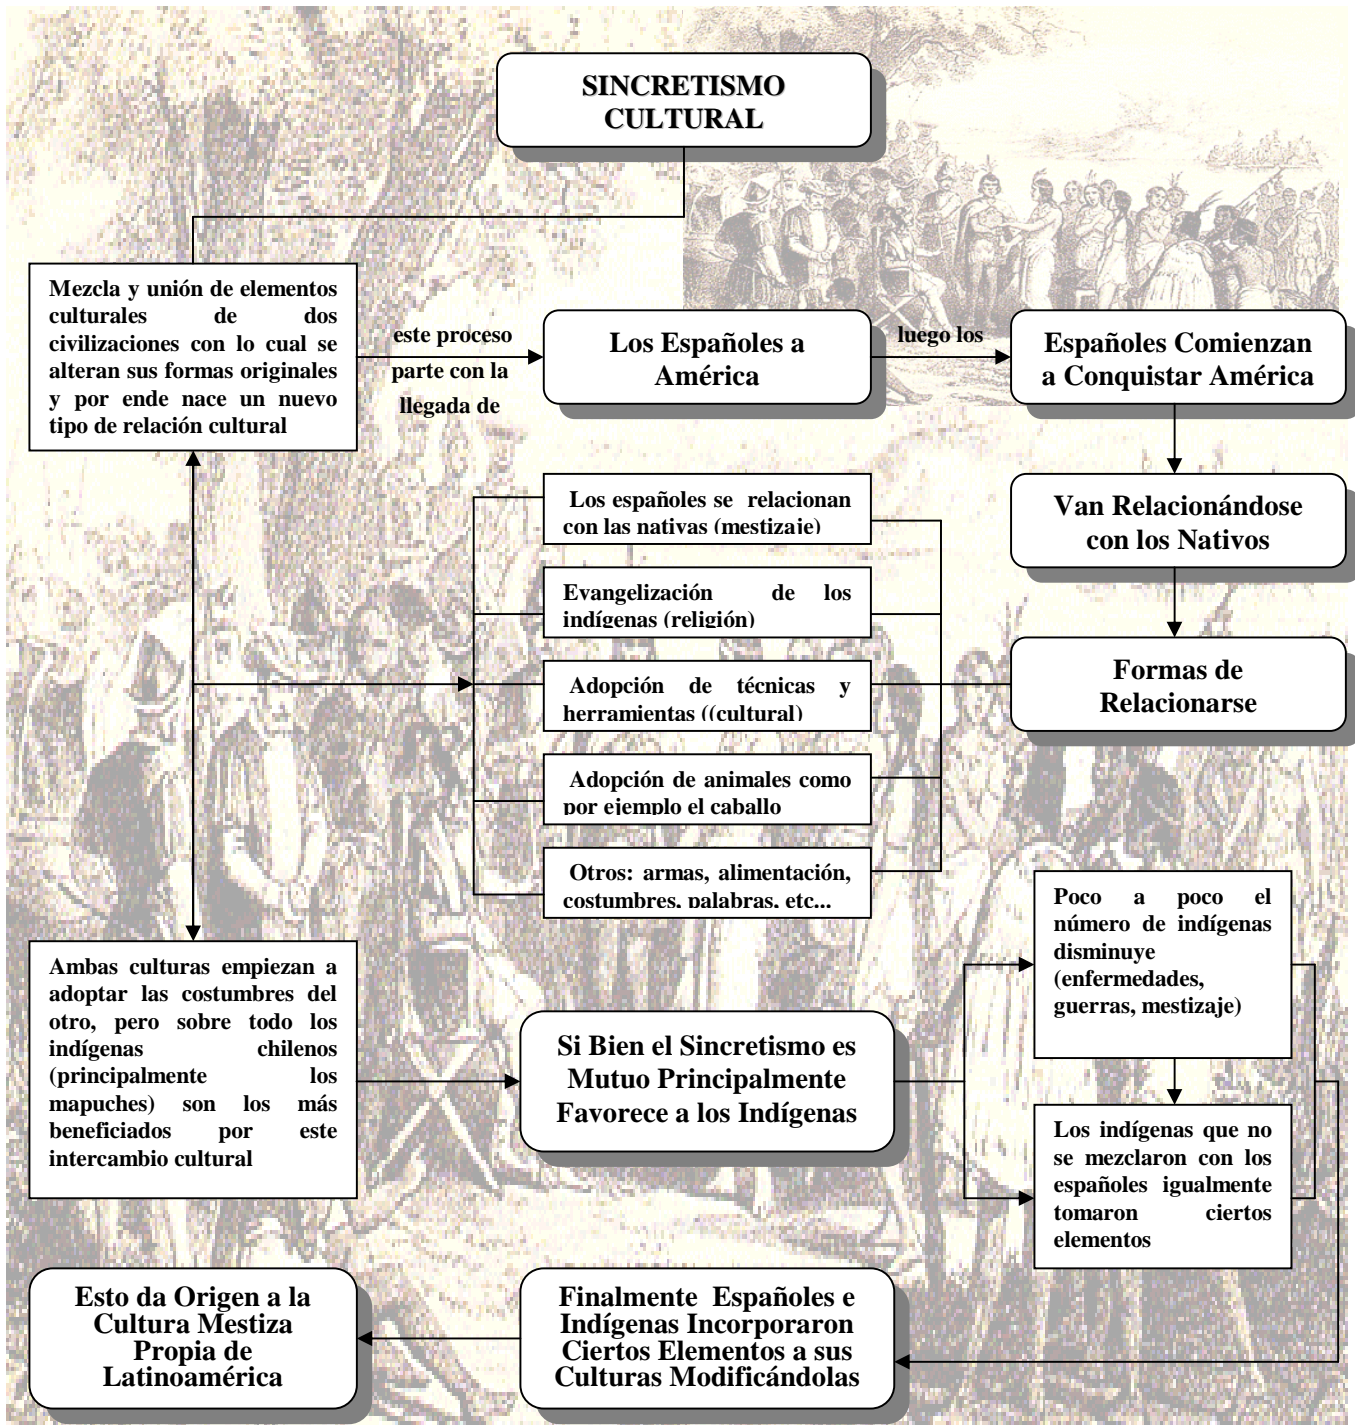 SINCRETISMO
CULTURAL
Mezcla y unión de elementos
culturales de dos
civilizaciones con lo cual se
alteran sus formas originales
y por ende nace un nuevo
tipo de relación cultural
este proceso
parte con la
llegada de
Los Españoles a
América
luego los
Españoles Comienzan
a Conquistar América
Van Relacionándose
con los Nativos
Formas de
Relacionarse
Los españoles se relacionan
con las nativas (mestizaje)
Evangelización de los
indígenas (religión)
Adopción de técnicas y
herramientas ((cultural)
Adopción de animales como
por ejemplo el caballo
Otros: armas, alimentación,
costumbres, palabras, etc...
Ambas culturas empiezan a
adoptar las costumbres del
otro, pero sobre todo los
indígenas chilenos
(principalmente los
mapuches) son los más
beneficiados por este
intercambio cultural
Si Bien el Sincretismo es
Mutuo Principalmente
Favorece a los Indígenas
Poco a poco el
número de indígenas
disminuye
(enfermedades,
guerras, mestizaje)
Los indígenas que no
se mezclaron con los
españoles igualmente
tomaron ciertos
elementos
Finalmente Españoles e
Indígenas Incorporaron
Ciertos Elementos a sus
Culturas Modificándolas
Esto da Origen a la
Cultura Mestiza
Propia de
Latinoamérica